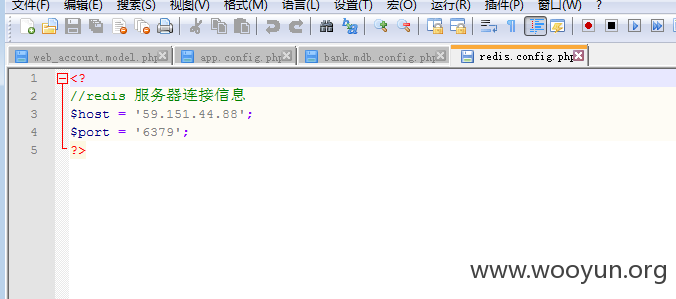 文件(F) 编辑(E) 搜索(S) 视图(V) 格式(M) 语言(L) 设置(T) 宏(O) 运行(R) 插件(P) 窗口(W) ?
web_account.model.php app.config.php bank.mdb.config.php redis.config.php
1 <?
2 //redis 服务器连接信息
3 $host = '59.151.44.88';
4 $port = '6379';
5 ?>
www.wooyun.org